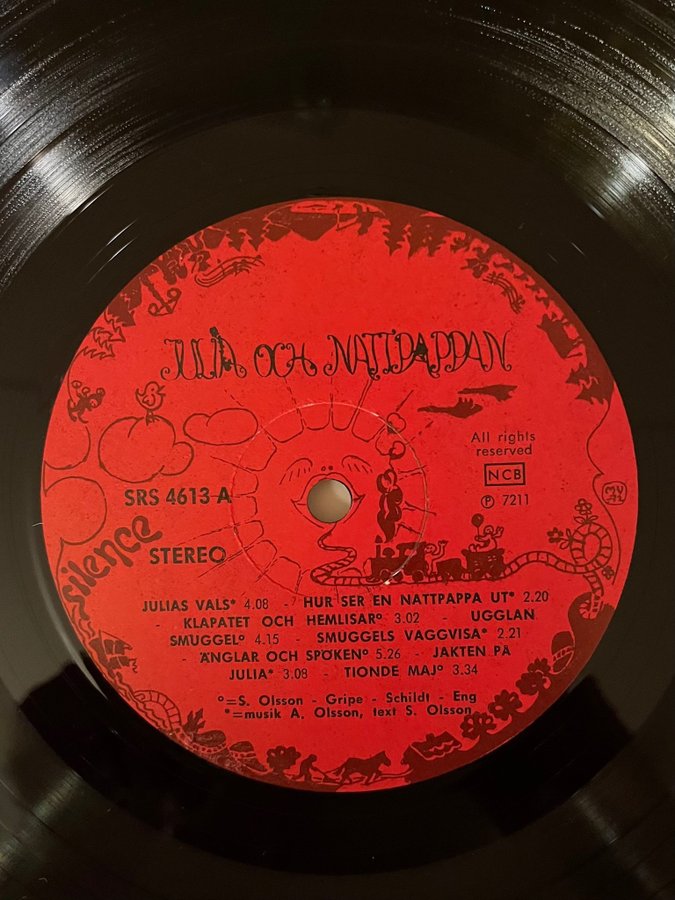 JULIA OCH NATTPAPPAN
All rights
reserved
NCB
Ⓟ 7211
SRS 4613 A
silence
STEREO
JULIAS VALS* 4.08 - HUR SER EN NATTPAPPA UT* 2.20
- KLAPATET OCH HEMLISAR° 3.02 - UGGLAN
SMUGGEL° 4.15 - SMUGGELS VAGGVISA* 2.21
- ÄNGLAR OCH SPÖKEN° 5.26 - JAKTEN PÅ
JULIA* 3.08 - TIONDE MAJ° 3.34
°=S. Olsson - Gripe - Schildt - Eng
*=musik A. Olsson, text S. Olsson